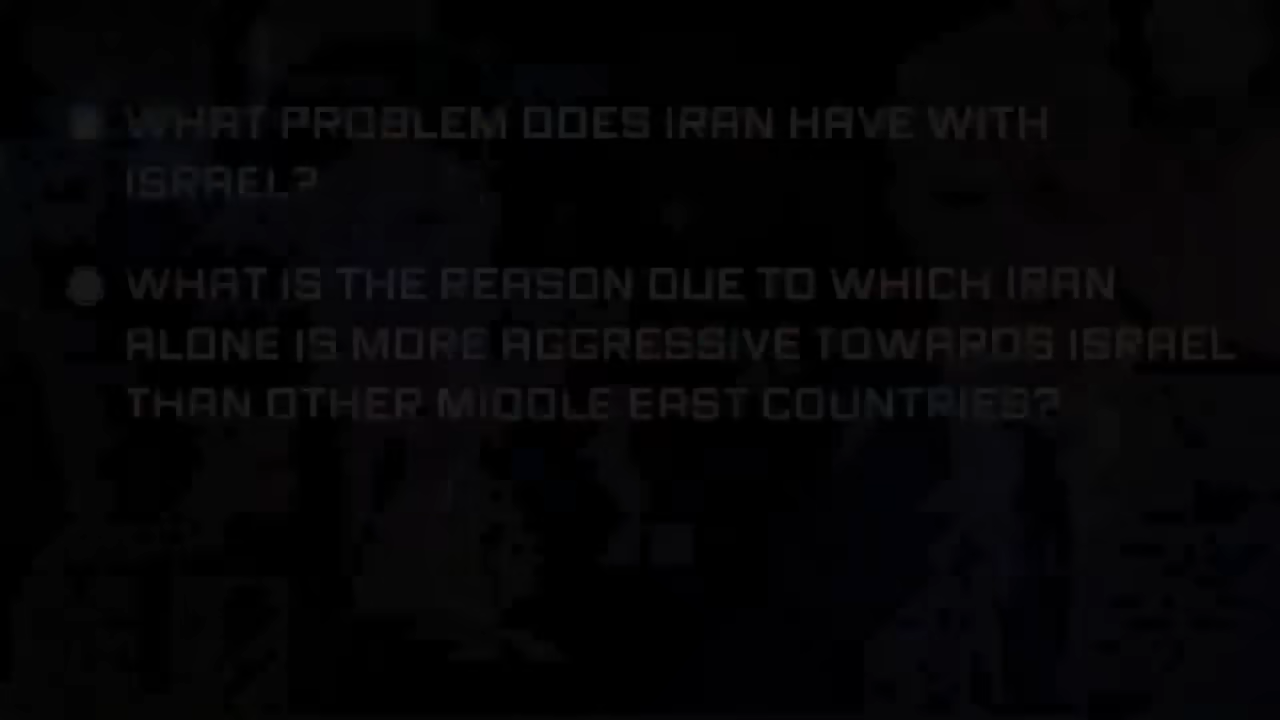 WHAT PROBLEM DOES IRAN HAVE WITH
ISRAEL?
WHAT IS THE REASON DUE TO WHICH IRAN
ALONE IS MORE AGGRESSIVE TOWARDS ISRAEL
THAN OTHER MIDDLE EAST COUNTRIES?